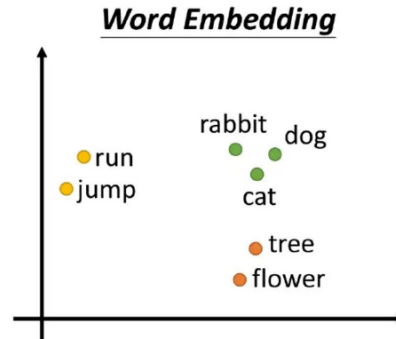 Word Embedding
rabbit
dog
run
jump
cat
tree
flower